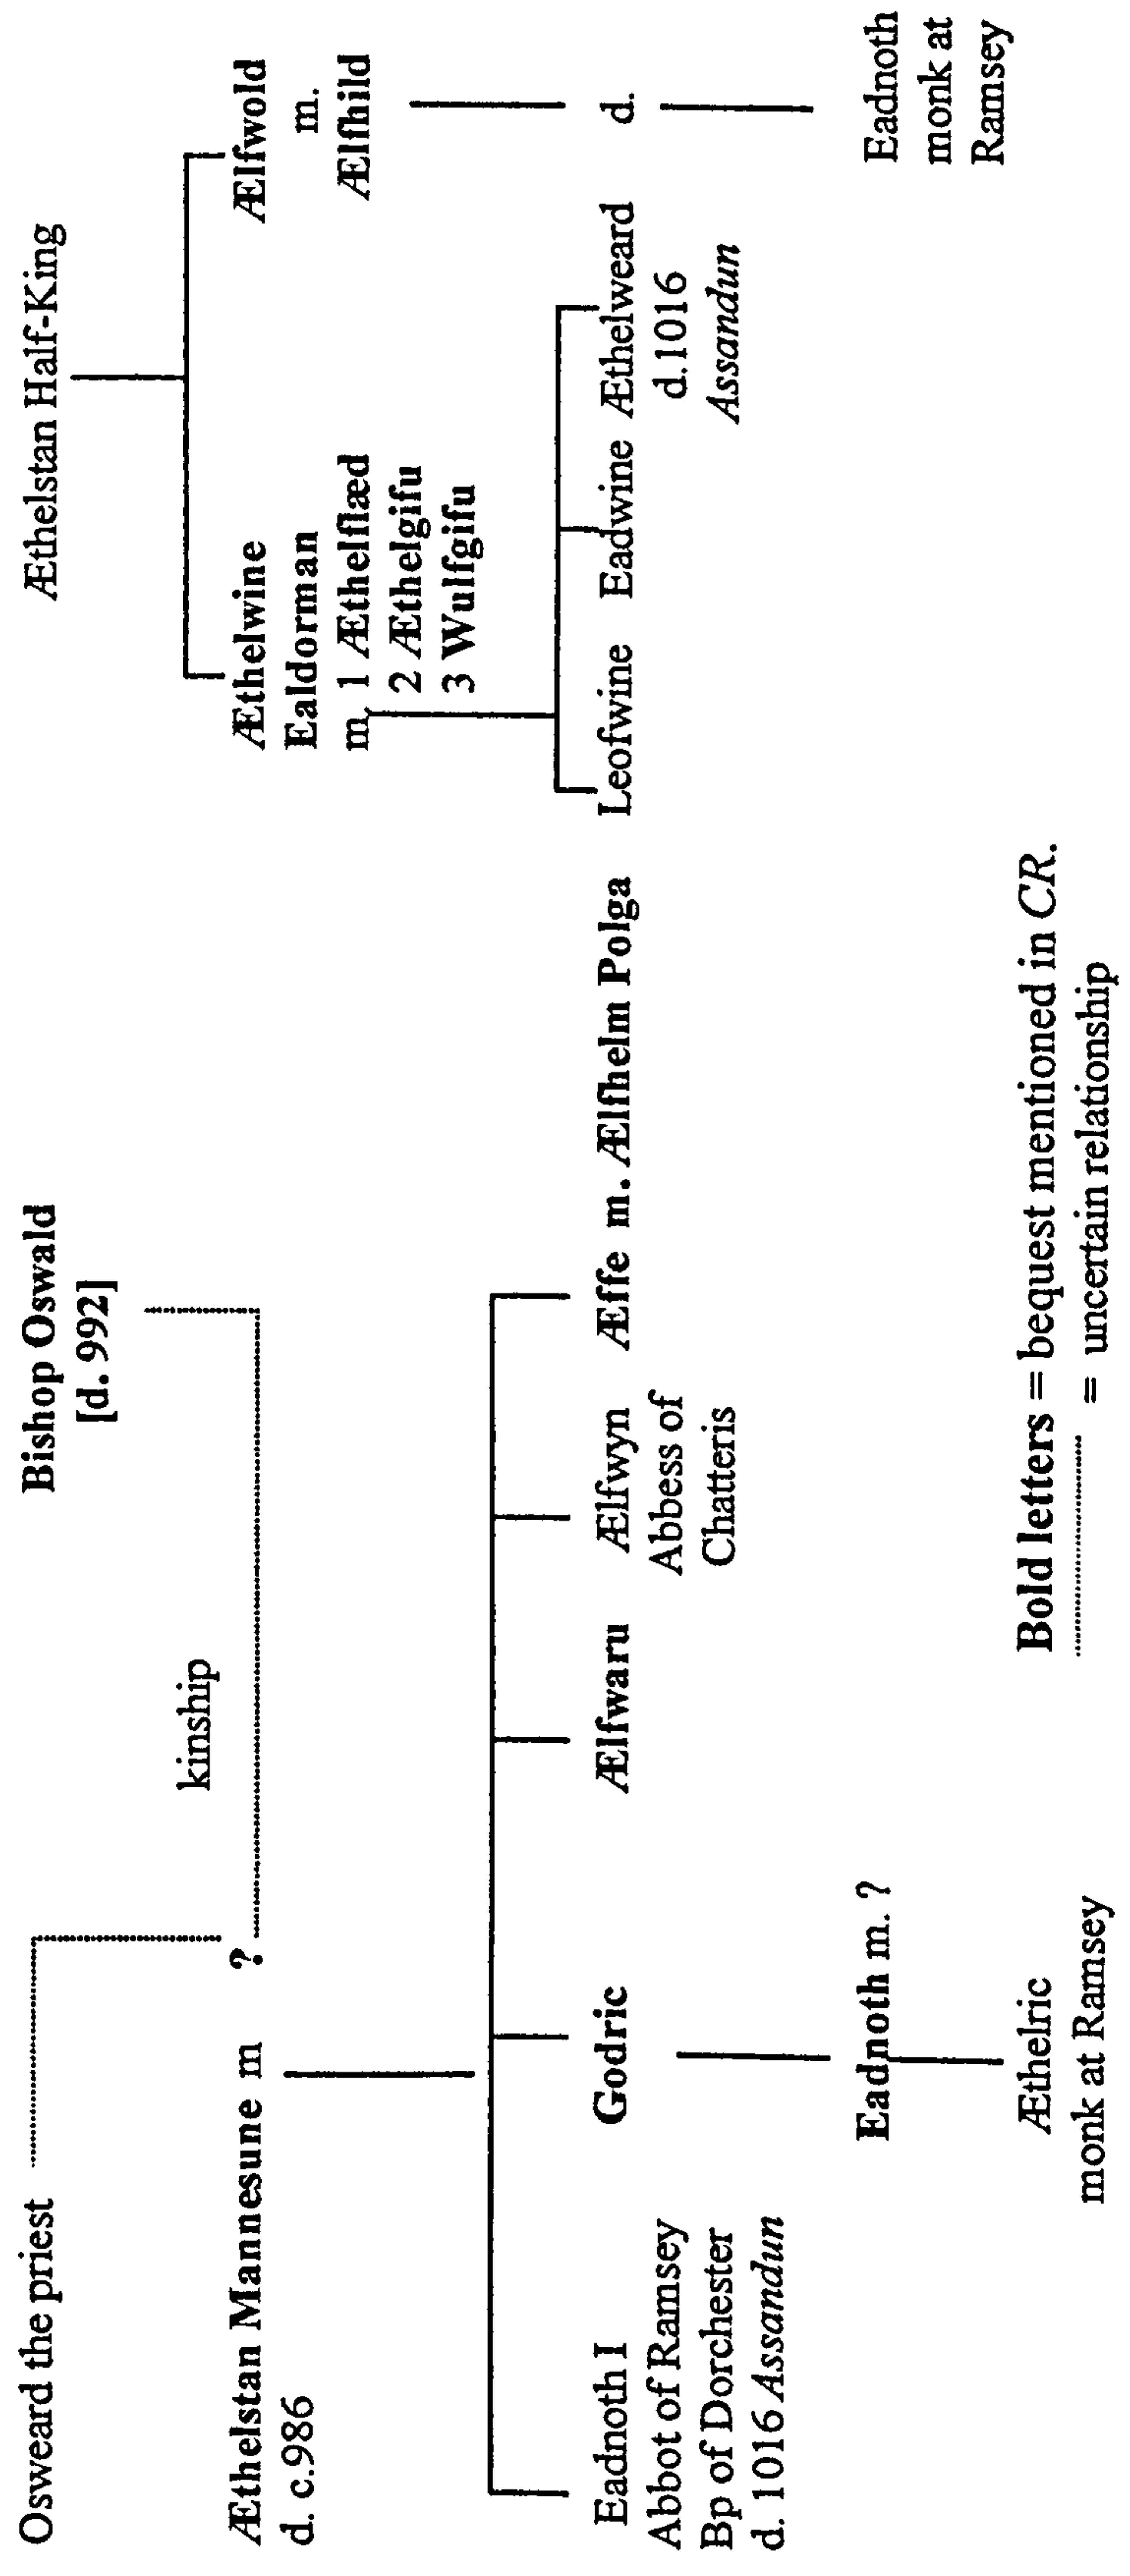 Osweard the priest
Bishop Oswald
[d. 992]
Æthelstan Half-King
kinship
Æthelstan Mannesune m ?
d. c.986
Æthelwine
Ealdorman
m. 1 Æthelflæd
2 Æthelgifu
3 Wulfgifu
Ælfwold
m.
Ælfhild
Eadnoth I
Abbot of Ramsey
Bp of Dorchester
d. 1016 Assandun
Godric
Ælfwaru
Ælfwyn
Abbess of
Chatteris
Æffe m. Ælfhelm Polga
Leofwine
Eadwine
Æthelweard
d.1016
Assandun
d.
Eadnoth m. ?
Eadnoth
monk at
Ramsey
Æthelric
monk at Ramsey
Bold letters = bequest mentioned in CR.
= uncertain relationship